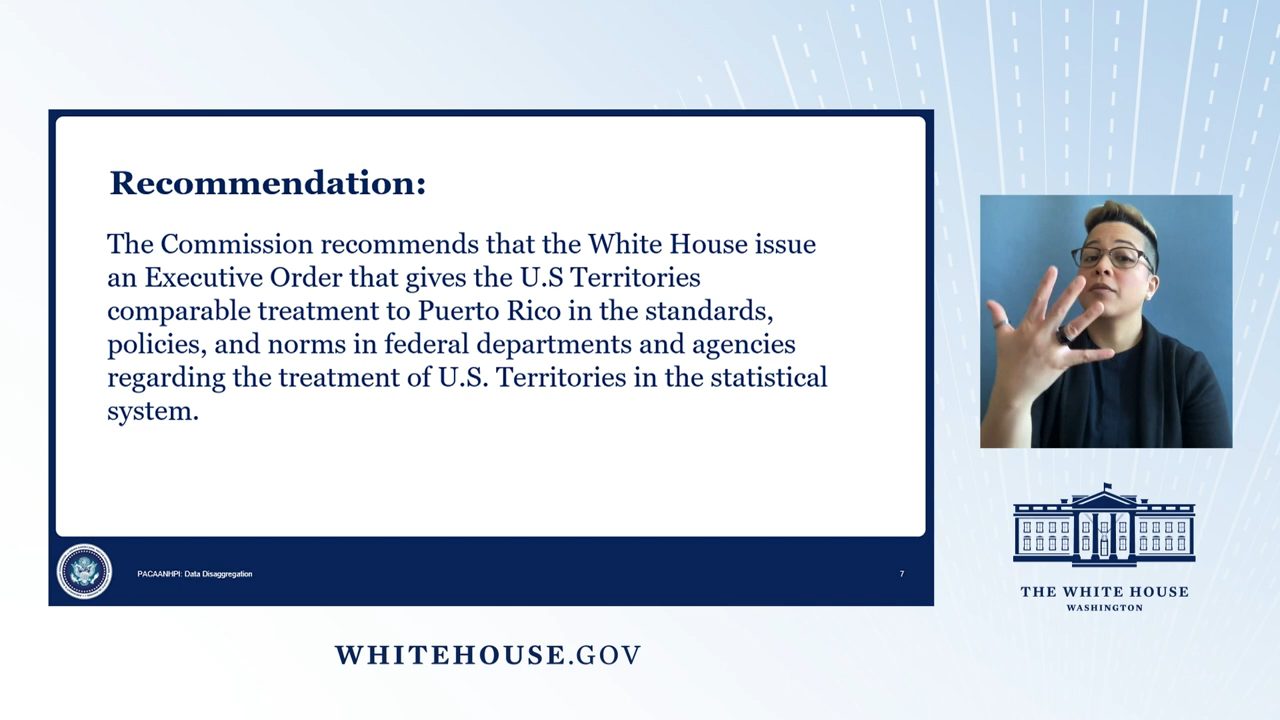 Recommendation:
The Commission recommends that the White House issue
an Executive Order that gives the U.S Territories
comparable treatment to Puerto Rico in the standards,
policies, and norms in federal departments and agencies
regarding the treatment of U.S. Territories in the statistical
system.
PACAANHPI: Data Disaggregation
7
THE WHITE HOUSE
WASHINGTON
WHITEHOUSE.GOV